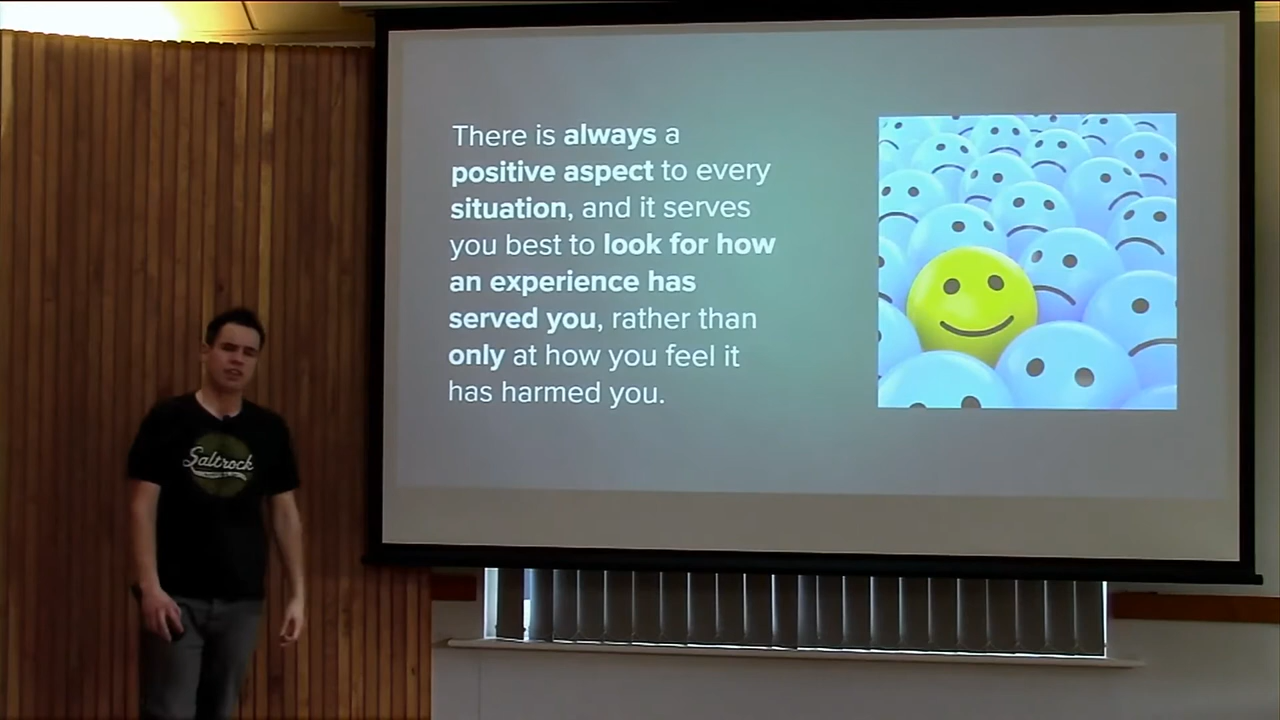 There is always a
positive aspect to every
situation, and it serves
you best to look for how
an experience has
served you, rather than
only at how you feel it
has harmed you.
Saltrock